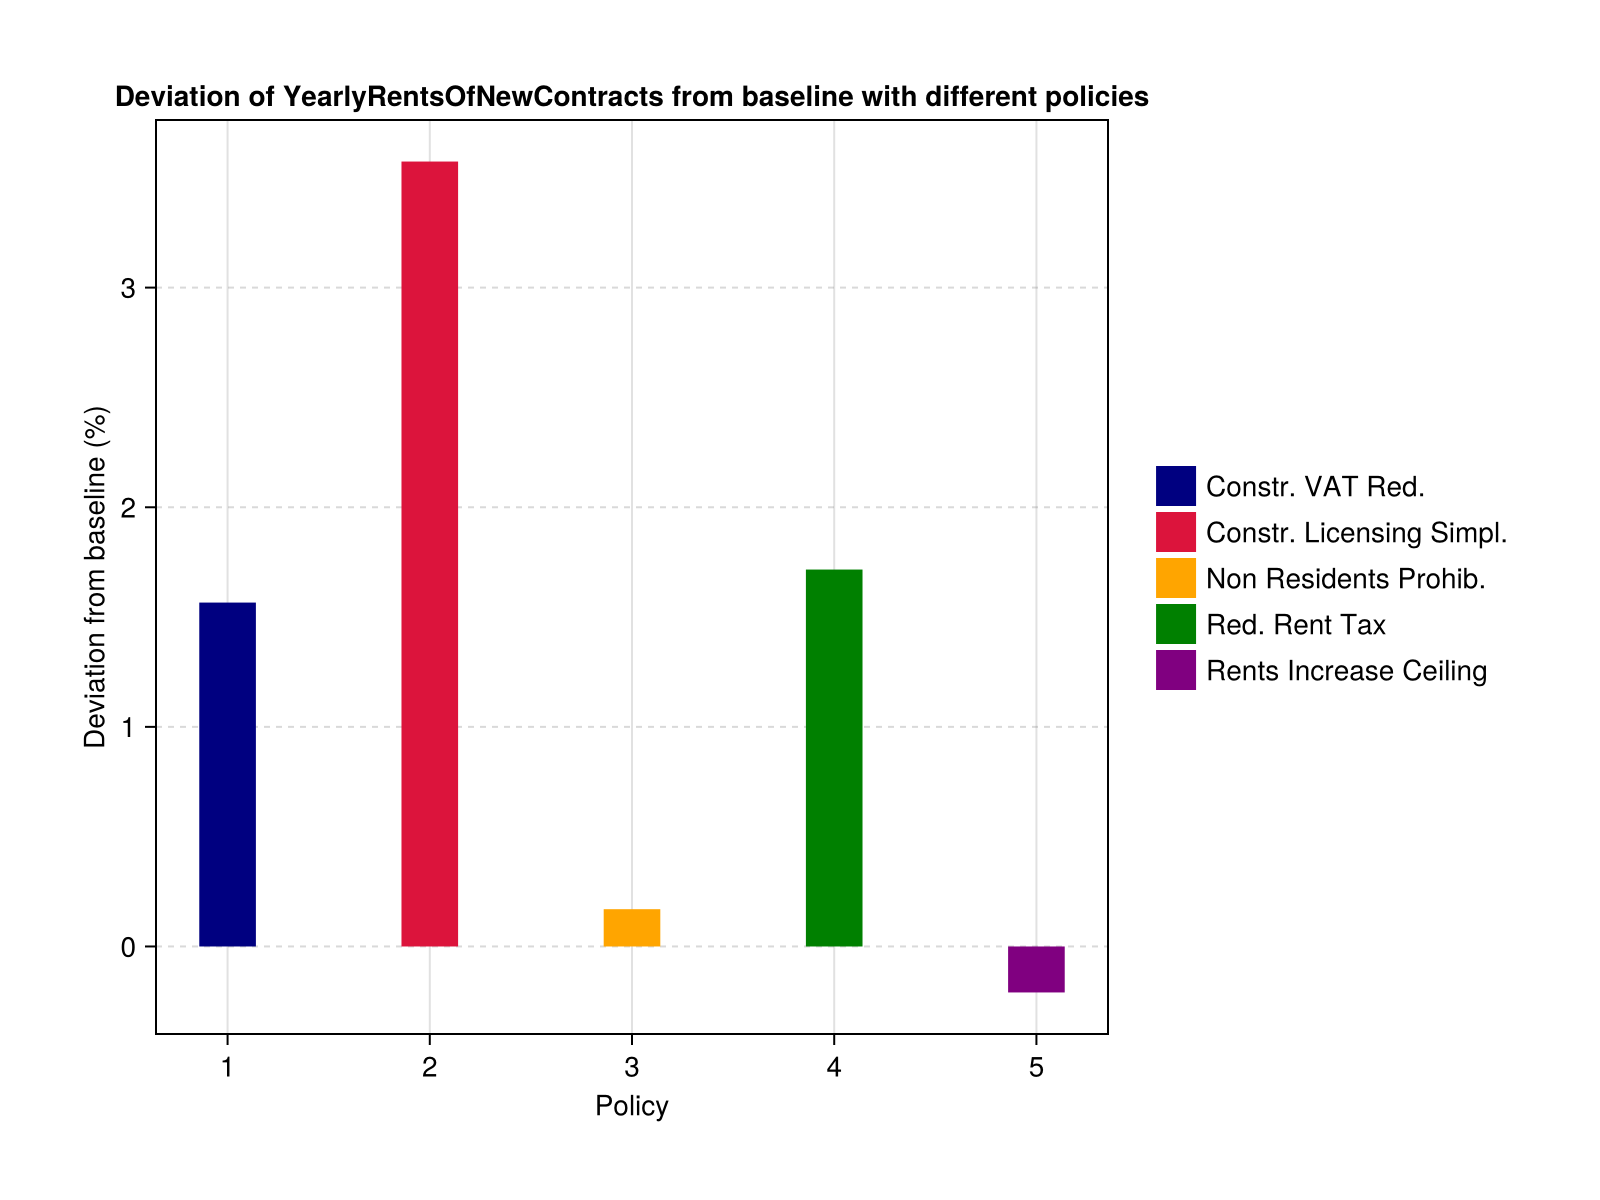 Deviation of YearlyRentsOfNewContracts from baseline with different policies
Deviation from baseline (%)
3
2
1
0
1
2
3
4
5
Policy
Constr. VAT Red.
Constr. Licensing Simpl.
Non Residents Prohib.
Red. Rent Tax
Rents Increase Ceiling